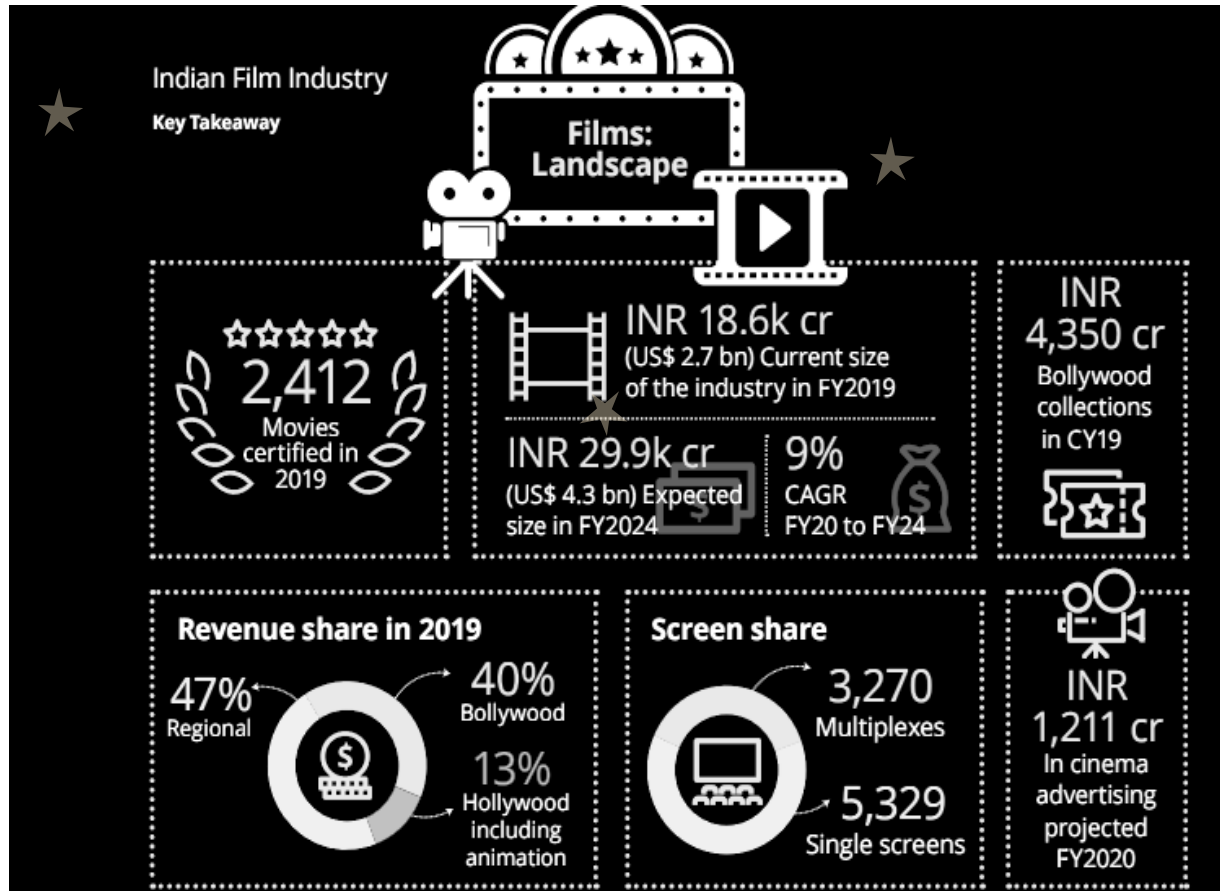 Indian Film Industry
Key Takeaway
Films:
Landscape
2,412
Movies
certified in
2019
INR 18.6k cr
(US$ 2.7 bn) Current size
of the industry in FY2019
INR 29.9k cr
(US$ 4.3 bn) Expected
size in FY2024
9%
CAGR
FY20 to FY24
INR
4,350 cr
Bollywood
collections
in CY19
Revenue share in 2019
47%
Regional
40%
Bollywood
13%
Hollywood
including
animation
Screen share
3,270
Multiplexes
5,329
Single screens
INR
1,211 cr
In cinema
advertising
projected
FY2020